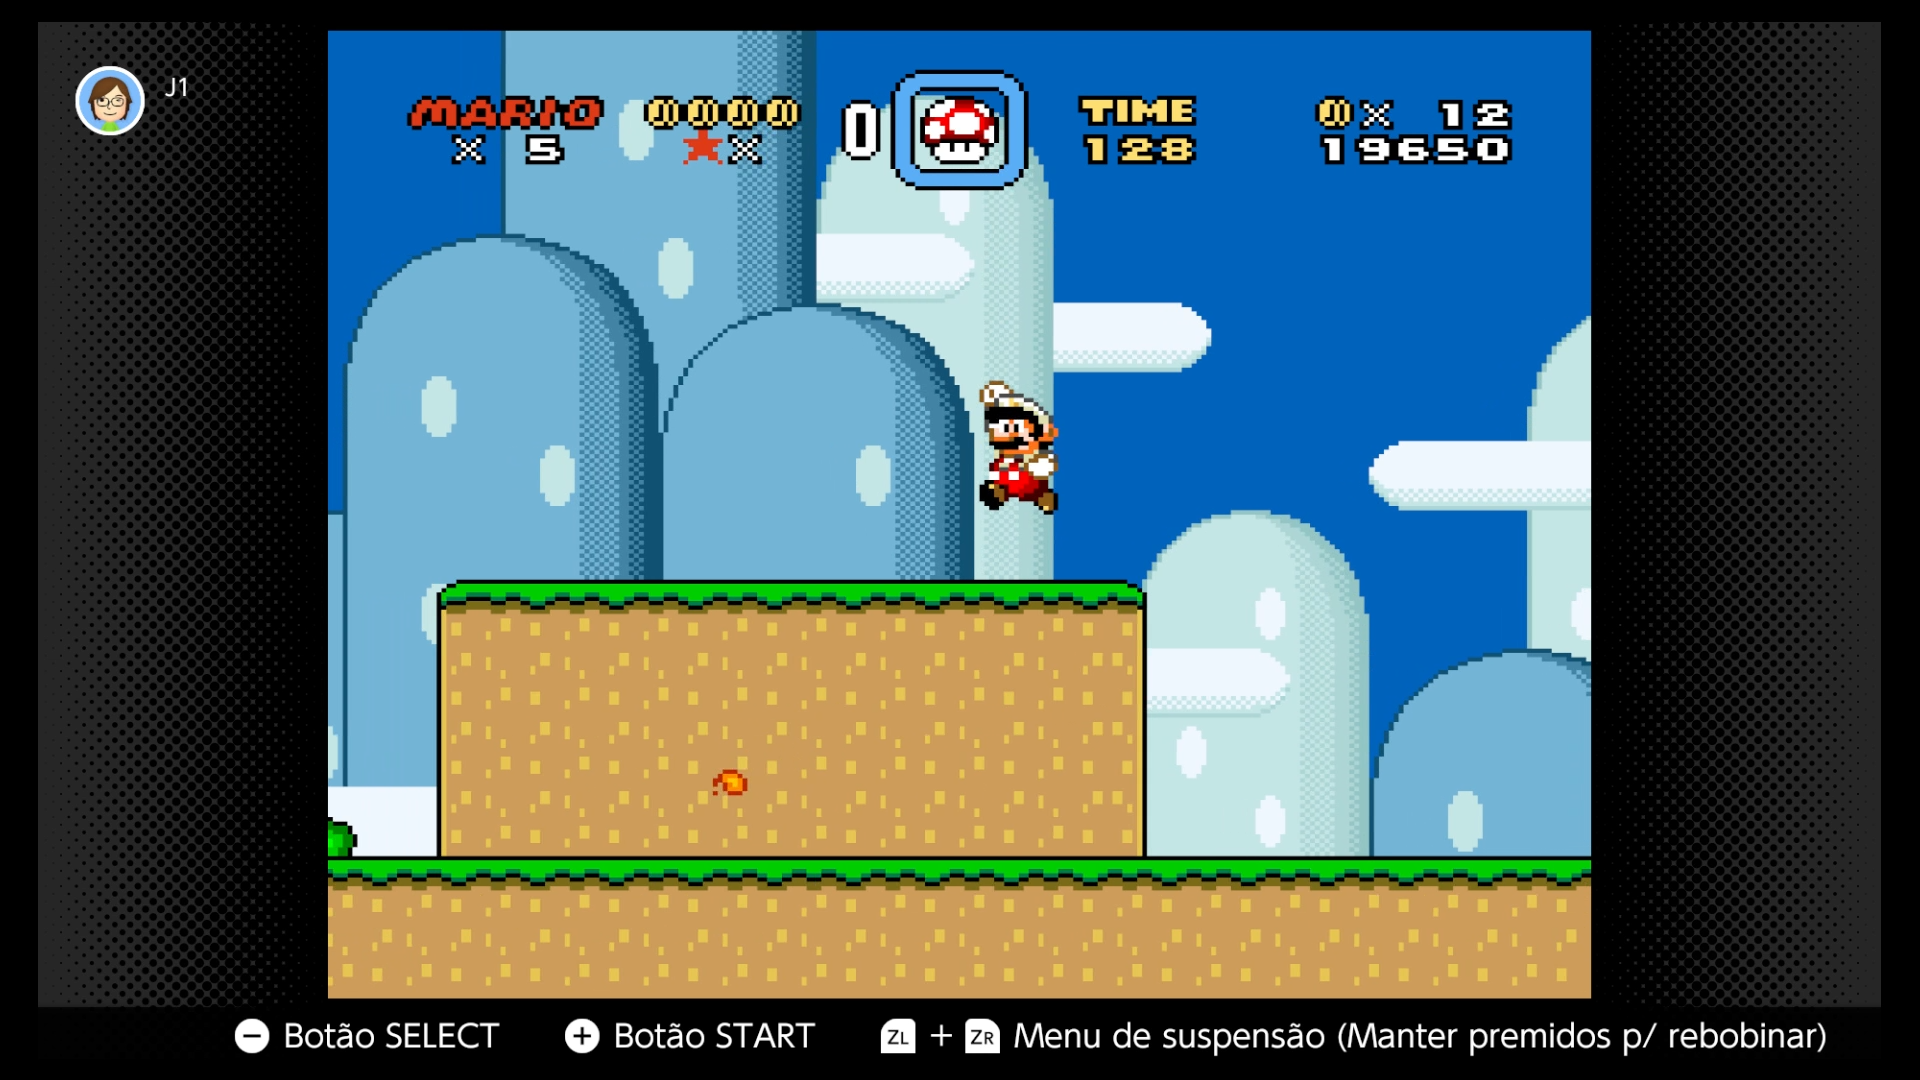 J1
MARIO
× 5
★×
0
TIME
128
× 12
19650
− Botão SELECT
+ Botão START
ZL + ZR Menu de suspensão (Manter premidos p/ rebobinar)